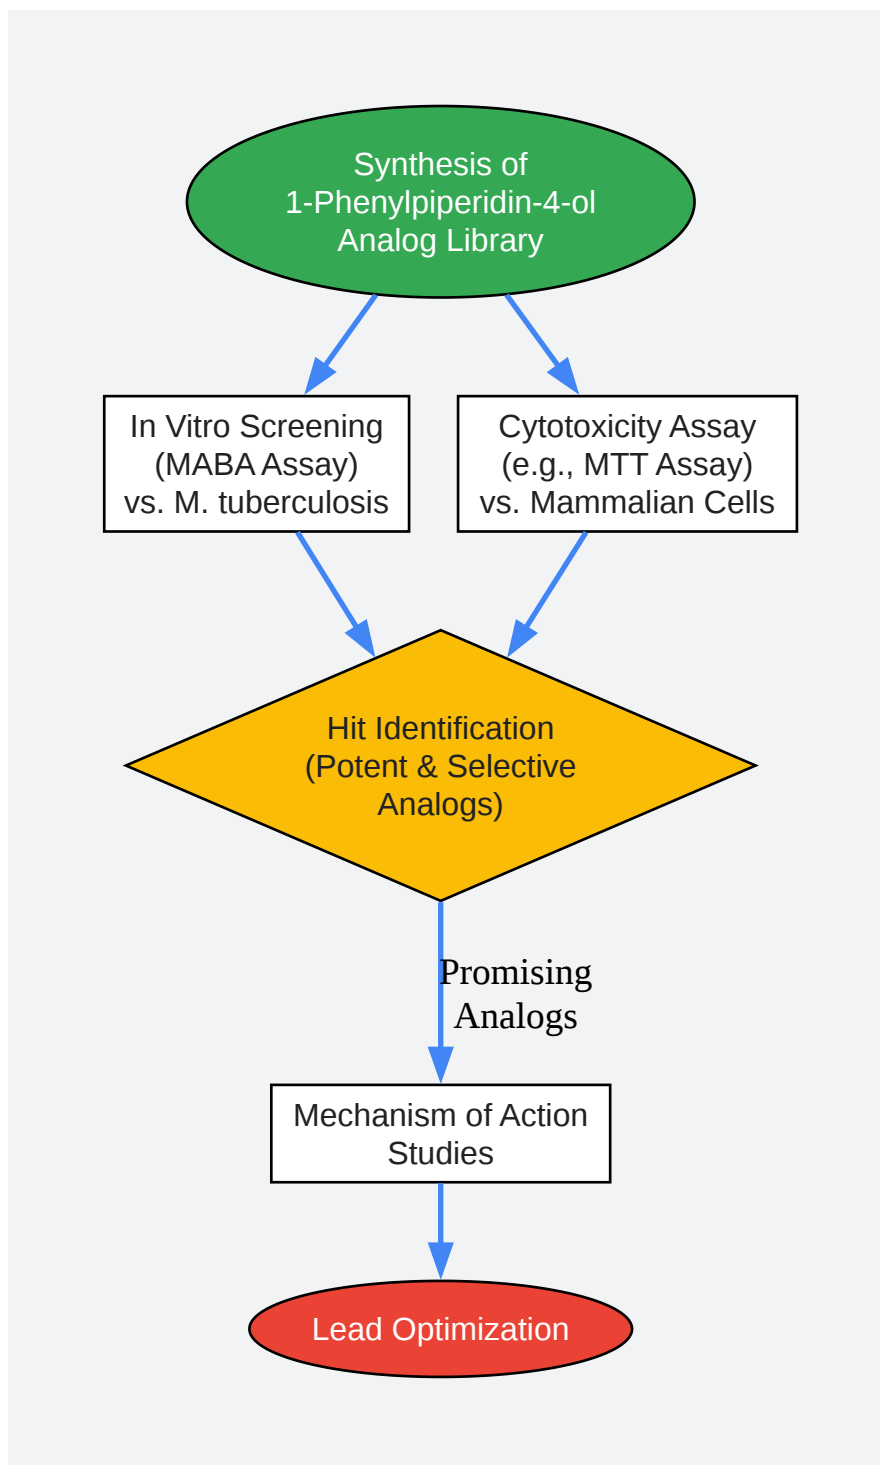 Synthesis of
1-Phenylpiperidin-4-ol
Analog Library
In Vitro Screening
(MABA Assay)
vs. M. tuberculosis
Cytotoxicity Assay
(e.g., MTT Assay)
vs. Mammalian Cells
Hit Identification
(Potent & Selective
Analogs)
Promising
Analogs
Mechanism of Action
Studies
Lead Optimization